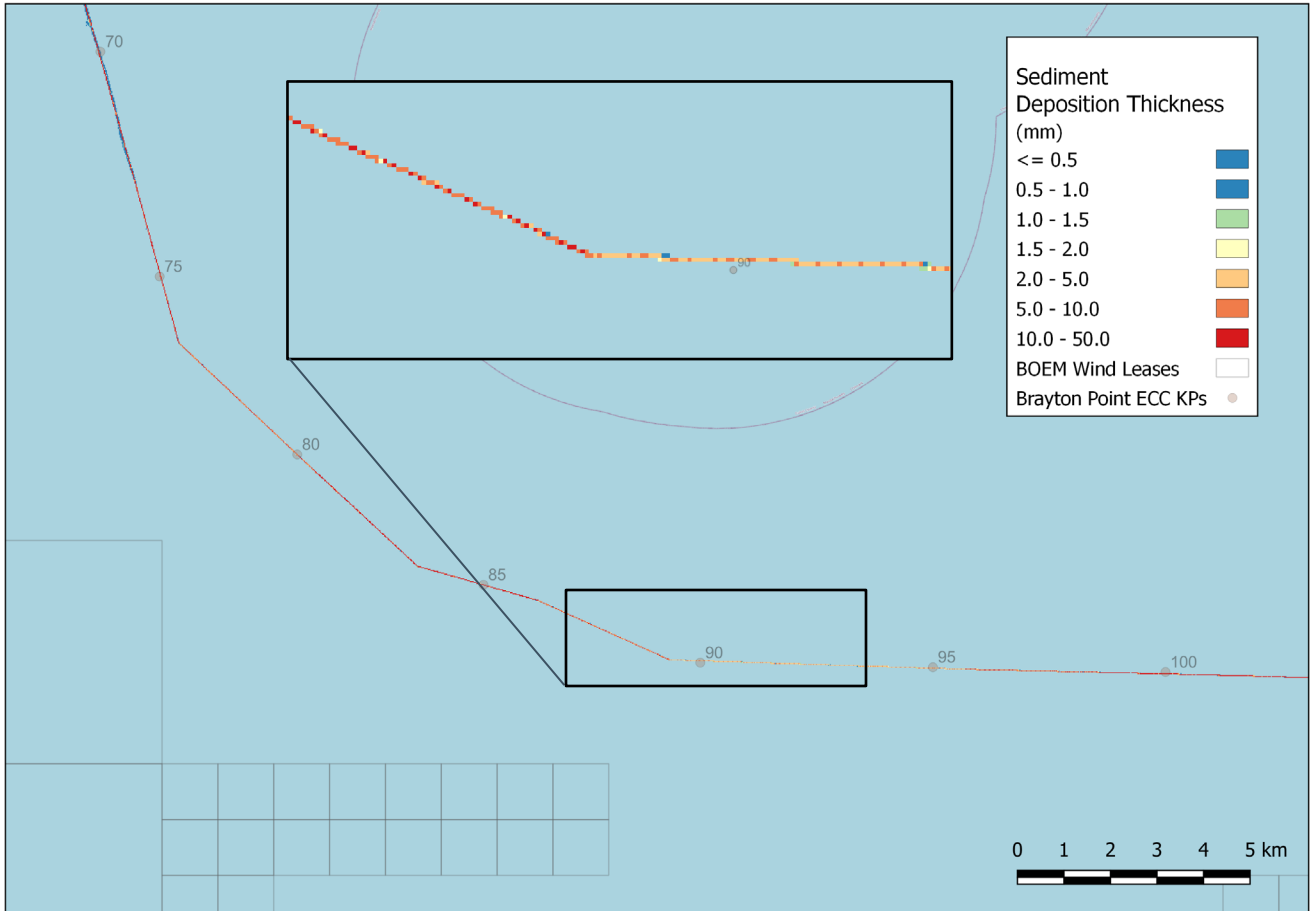 70
75
80
85
90
95
100
90
Sediment
Deposition Thickness
(mm)
<= 0.5
0.5 - 1.0
1.0 - 1.5
1.5 - 2.0
2.0 - 5.0
5.0 - 10.0
10.0 - 50.0
BOEM Wind Leases
Brayton Point ECC KPs
0 1 2 3 4 5 km